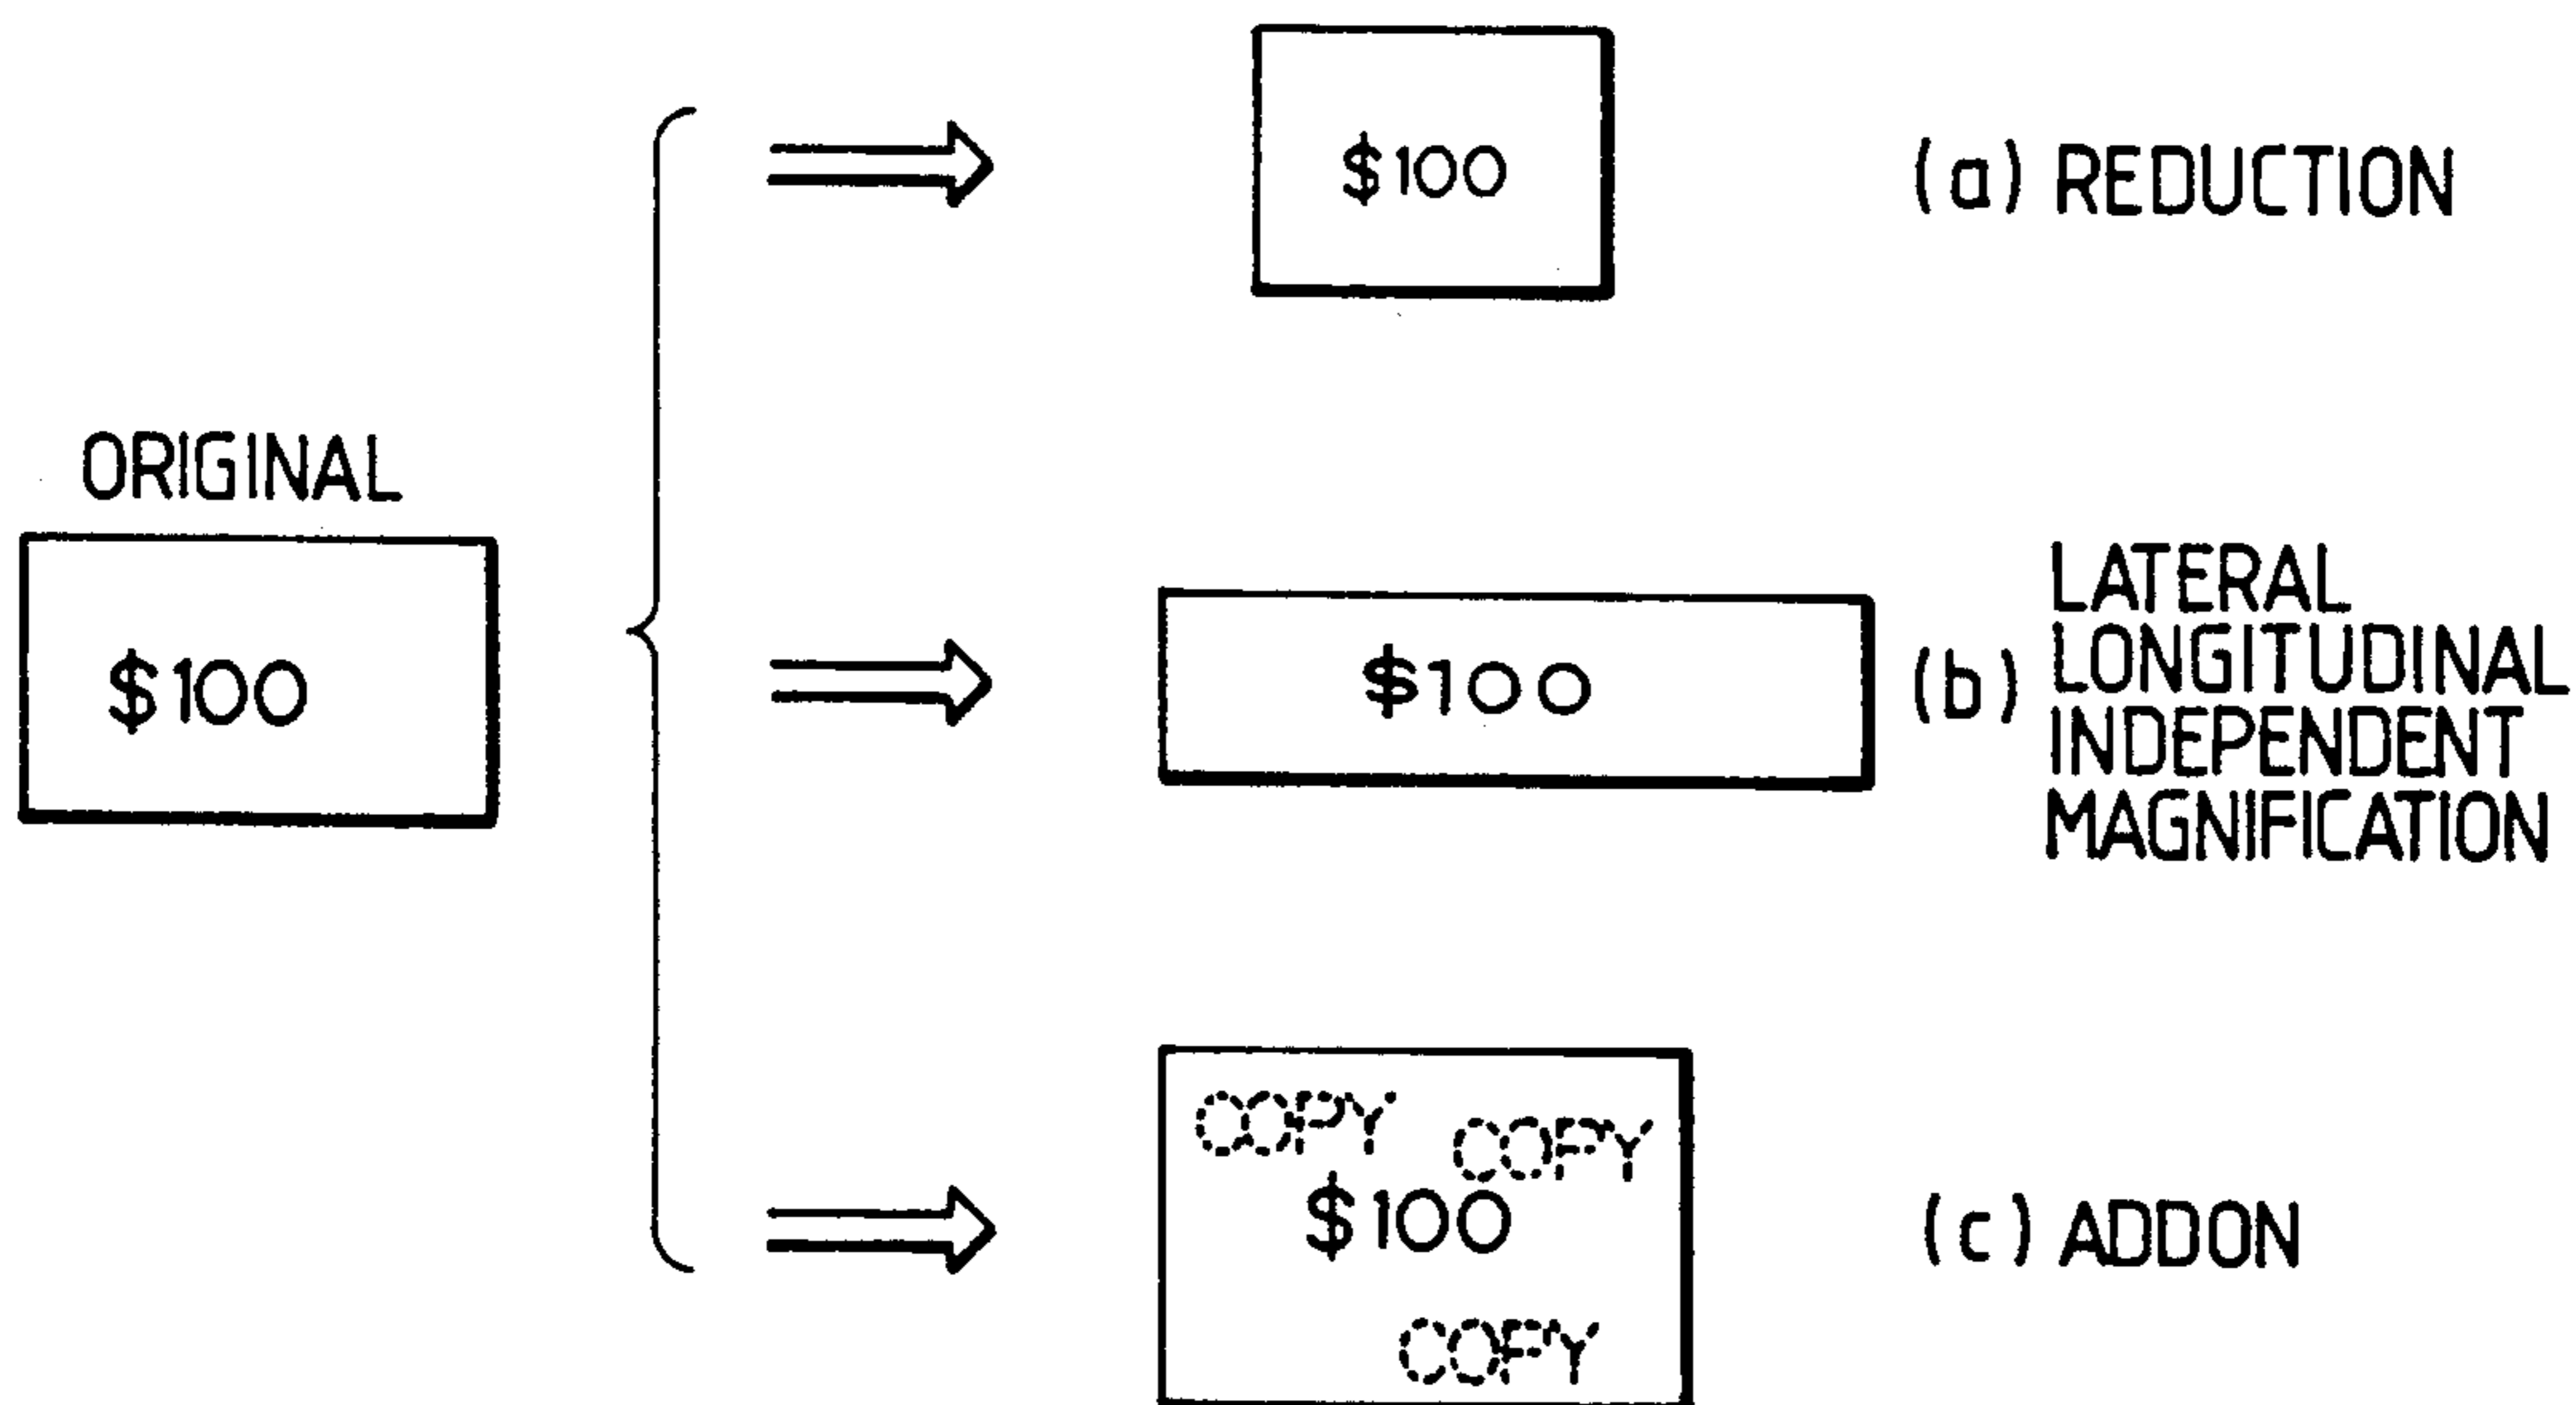 ORIGINAL
$100
$100
(a) REDUCTION
$100
(b) LATERAL
LONGITUDINAL
INDEPENDENT
MAGNIFICATION
COPY
COPY
$100
COPY
(c) ADDON